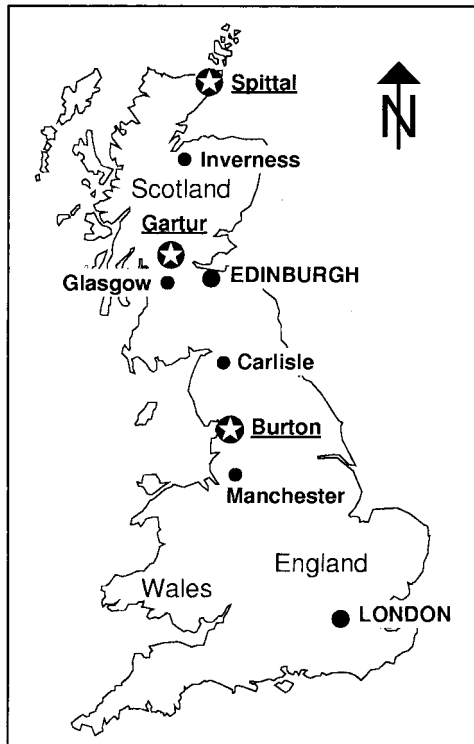 Spittal
N
Inverness
Scotland
Gartur
Glasgow
EDINBURGH
Carlisle
Burton
Manchester
England
Wales
LONDON